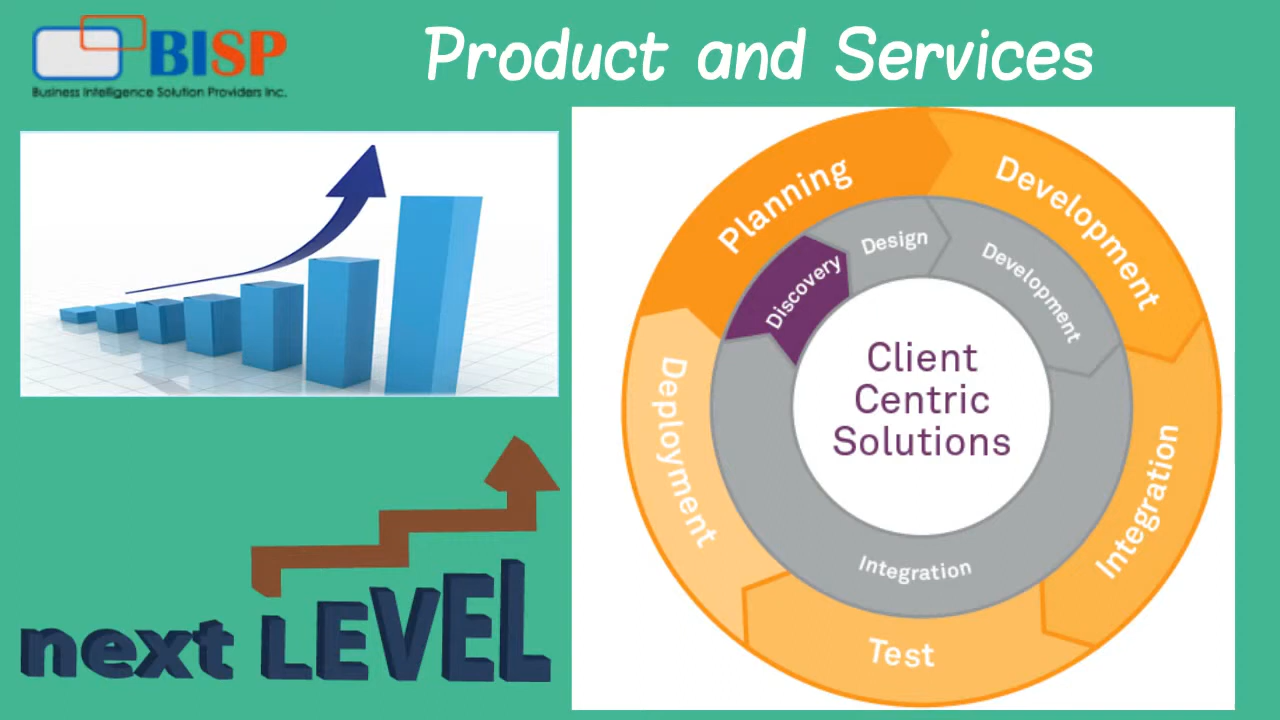 BISP
Business Intelligence Solution Providers Inc.
Product and Services
next LEVEL
Planning
Development
Integration
Test
Deployment
Discovery
Design
Development
Integration
Client
Centric
Solutions